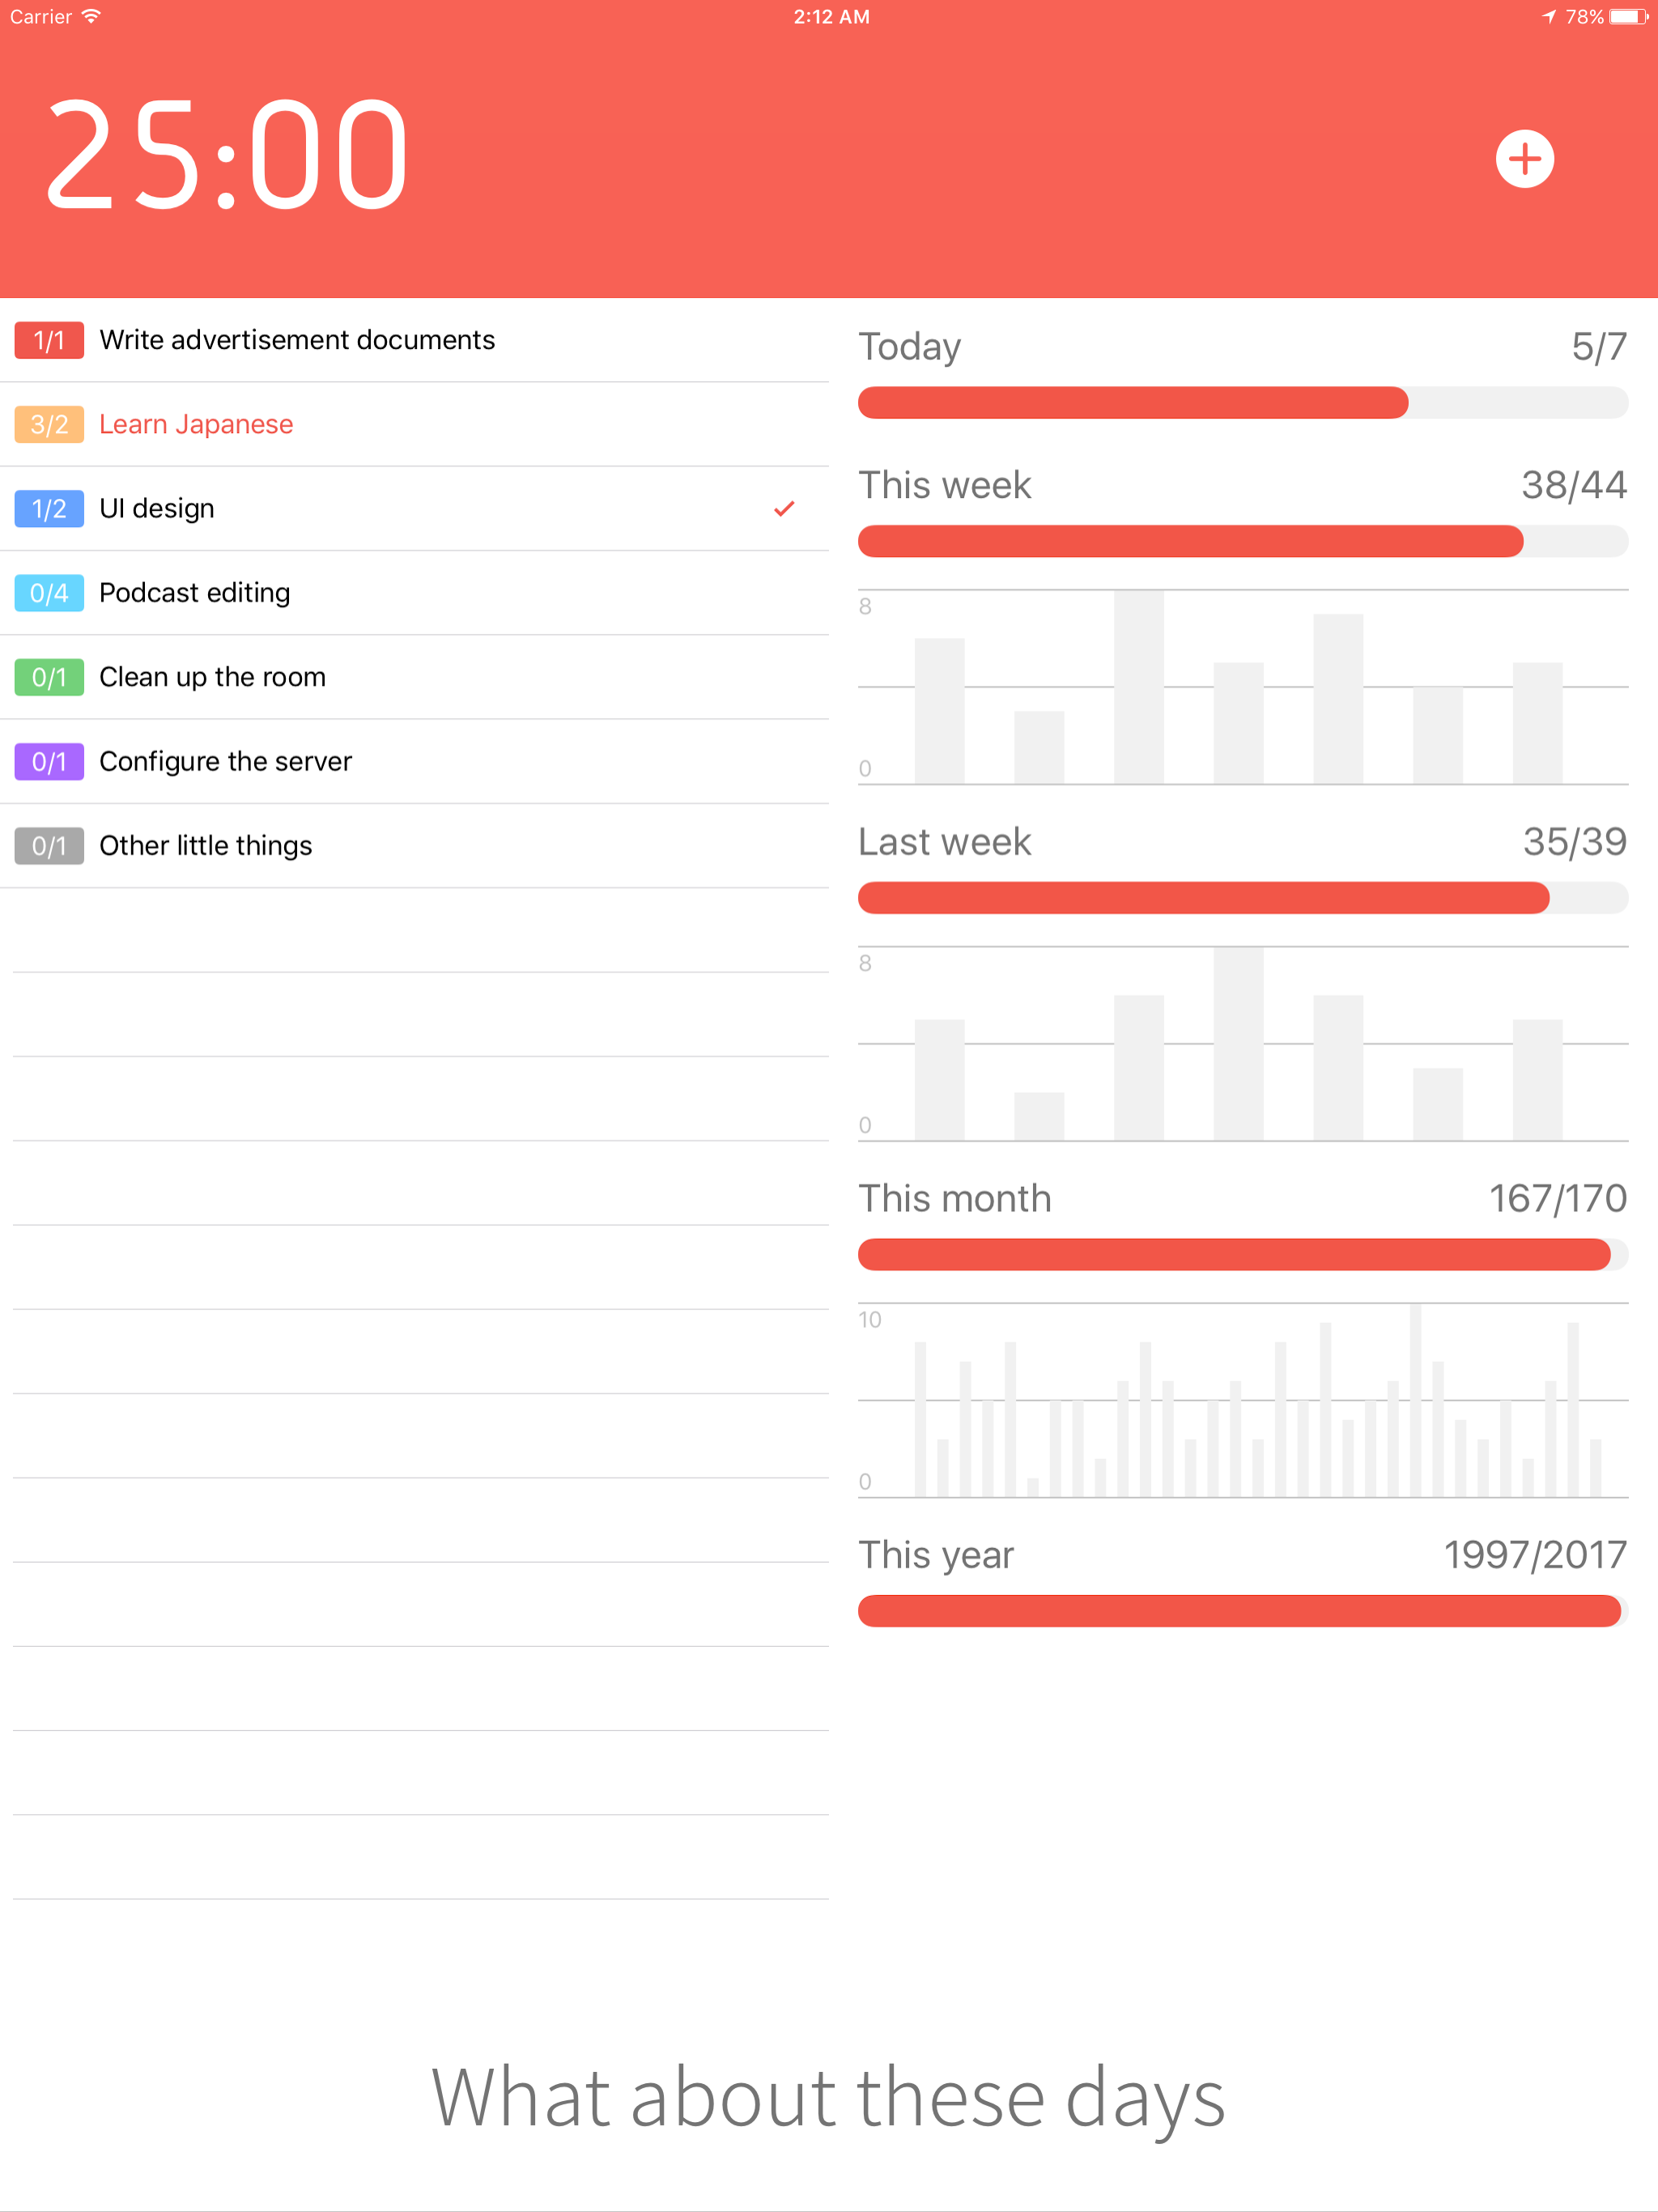 Carrier 2:12 AM 78%
25:00
1/1 Write advertisement documents
3/2 Learn Japanese
1/2 UI design
0/4 Podcast editing
0/1 Clean up the room
0/1 Configure the server
0/1 Other little things
Today 5/7
This week 38/44
8
0
Last week 35/39
8
0
This month 167/170
10
0
This year 1997/2017
What about these days